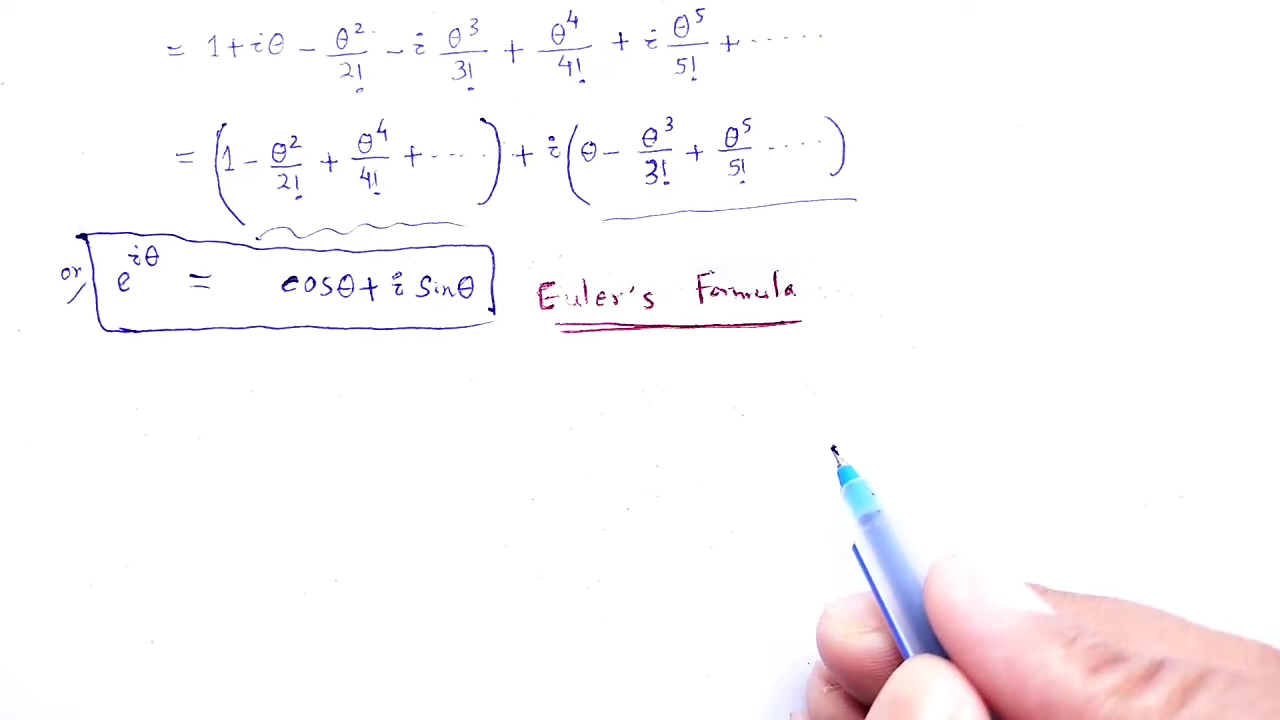 = 1 + iθ - θ²/2! - i θ³/3! + θ⁴/4! + i θ⁵/5! + ......
= (1 - θ²/2! + θ⁴/4! + ....) + i(θ - θ³/3! + θ⁵/5! .....)
or, e^{iθ} = cosθ + i sinθ Euler's Formula